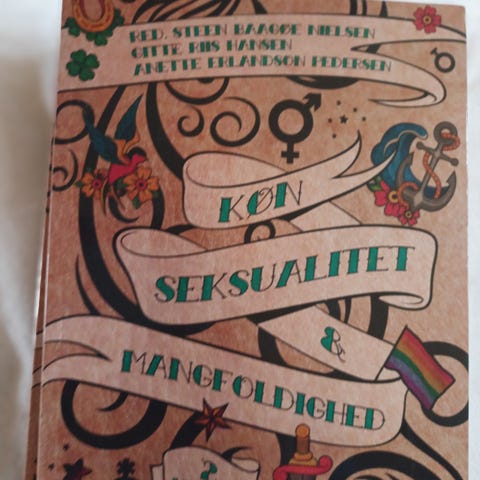 RED. STEEN BAAGØE NIELSEN
GITTE RIIS HANSEN
ANETTE ERLANDSON PEDERSEN
KØN
SEKSUALITET
&
MANGFOLDIGHED